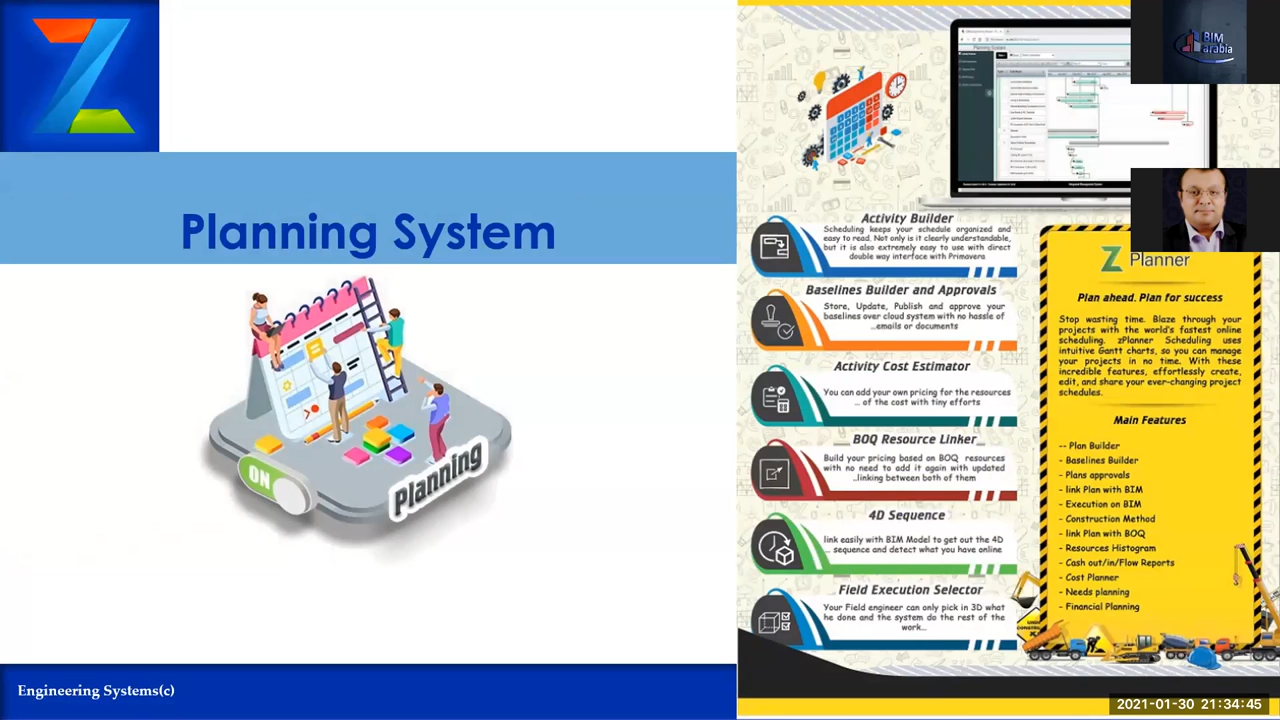 Planning System
Planning
Engineering Systems(c)
BIM
arabia
Activity Builder
Scheduling keeps your schedule organized and
easy to read. Not only is it clearly understandable,
but it is also extremely easy to use with direct
double way interface with Primavera
Baselines Builder and Approvals
Store, Update, Publish and approve your
baselines over cloud system with no hassle of
...emails or documents
Activity Cost Estimator
You can add your own pricing for the resources
... of the cost with tiny efforts
BOQ Resource Linker
Build your pricing based on BOQ resources
with no need to add it again with updated
..linking between both of them
4D Sequence
link easily with BIM Model to get out the 4D
... sequence and detect what you have online
Field Execution Selector
Your Field engineer can only pick in 3D what
he done and the system do the rest of the
work...
Z Planner
Plan ahead. Plan for success
Stop wasting time. Blaze through your
projects with the world's fastest online
scheduling. zPlanner Scheduling uses
intuitive Gantt charts, so you can manage
your projects in no time. With these
incredible features, effortlessly create,
edit, and share your ever-changing project
schedules.
Main Features
-- Plan Builder
- Baselines Builder
- Plans approvals
- link Plan with BIM
- Execution on BIM
- Construction Method
- link Plan with BOQ
- Resources Histogram
- Cash out/in/Flow Reports
- Cost Planner
- Needs planning
- Financial Planning
2021-01-30 21:34:45